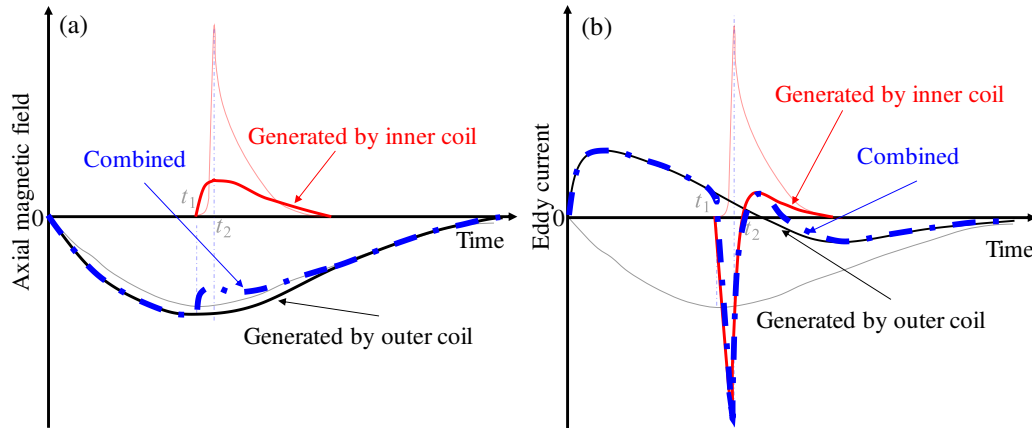 (a)
Axial magnetic field
Generated by inner coil
Combined
t1
0
t2
Time
Generated by outer coil
(b)
Eddy current
Generated by inner coil
Combined
t1
0
t2
Time
Generated by outer coil